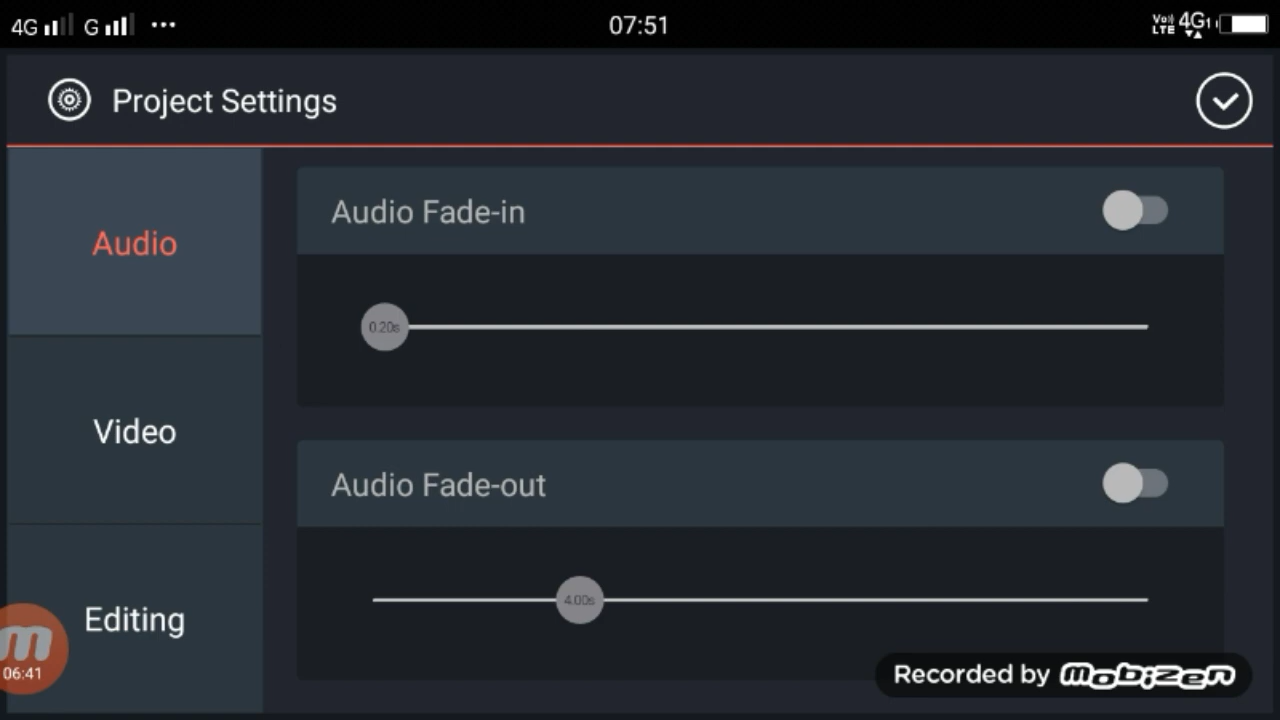 4G G ... 07:51 Vo) LTE 4G1
Project Settings
Audio
Audio Fade-in
0.20s
Video
Audio Fade-out
4.00s
Editing
m
06:41
Recorded by mobizen